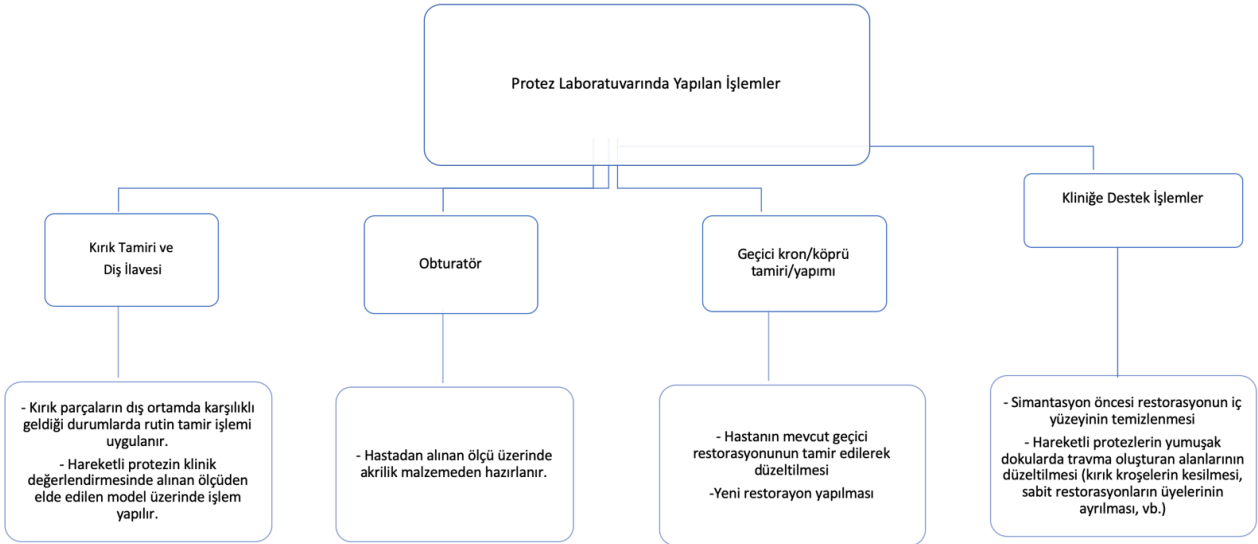 Protez Laboratuvarında Yapılan İşlemler
Kırık Tamiri ve
Diş İlavesi
Obturatör
Geçici kron/köprü
tamiri/yapımı
Kliniğe Destek İşlemler
- Kırık parçaların dış ortamda karşılıklı
geldiği durumlarda rutin tamir işlemi
uygulanır.
- Hareketli protezin klinik
değerlendirmesinde alınan ölçüden
elde edilen model üzerinde işlem
yapılır.
- Hastadan alınan ölçü üzerinde
akrilik malzemeden hazırlanır.
- Hastanın mevcut geçici
restorasyonunun tamir edilerek
düzeltilmesi
-Yeni restorayon yapılması
- Simantasyon öncesi restorasyonun iç
yüzeyinin temizlenmesi
- Hareketli protezlerin yumuşak
dokularda travma oluşturan alanlarının
düzeltilmesi (kırık kroşelerin kesilmesi,
sabit restorasyonların üyelerinin
ayrılması, vb.)